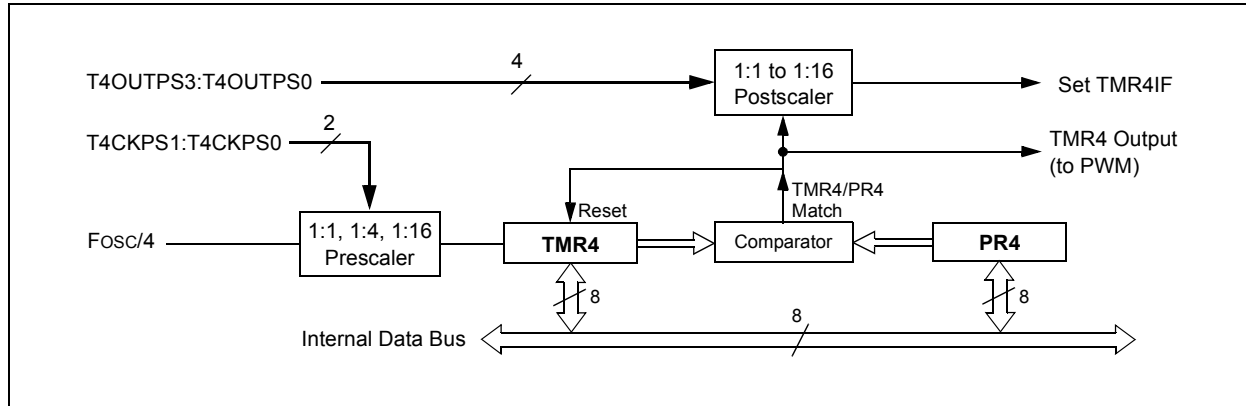 T4OUTPS3:T4OUTPS0
4
1:1 to 1:16
Postscaler
Set TMR4IF
T4CKPS1:T4CKPS0
2
TMR4 Output
(to PWM)
TMR4/PR4
Match
Reset
FOSC/4
1:1, 1:4, 1:16
Prescaler
TMR4
Comparator
PR4
8
8
Internal Data Bus
8